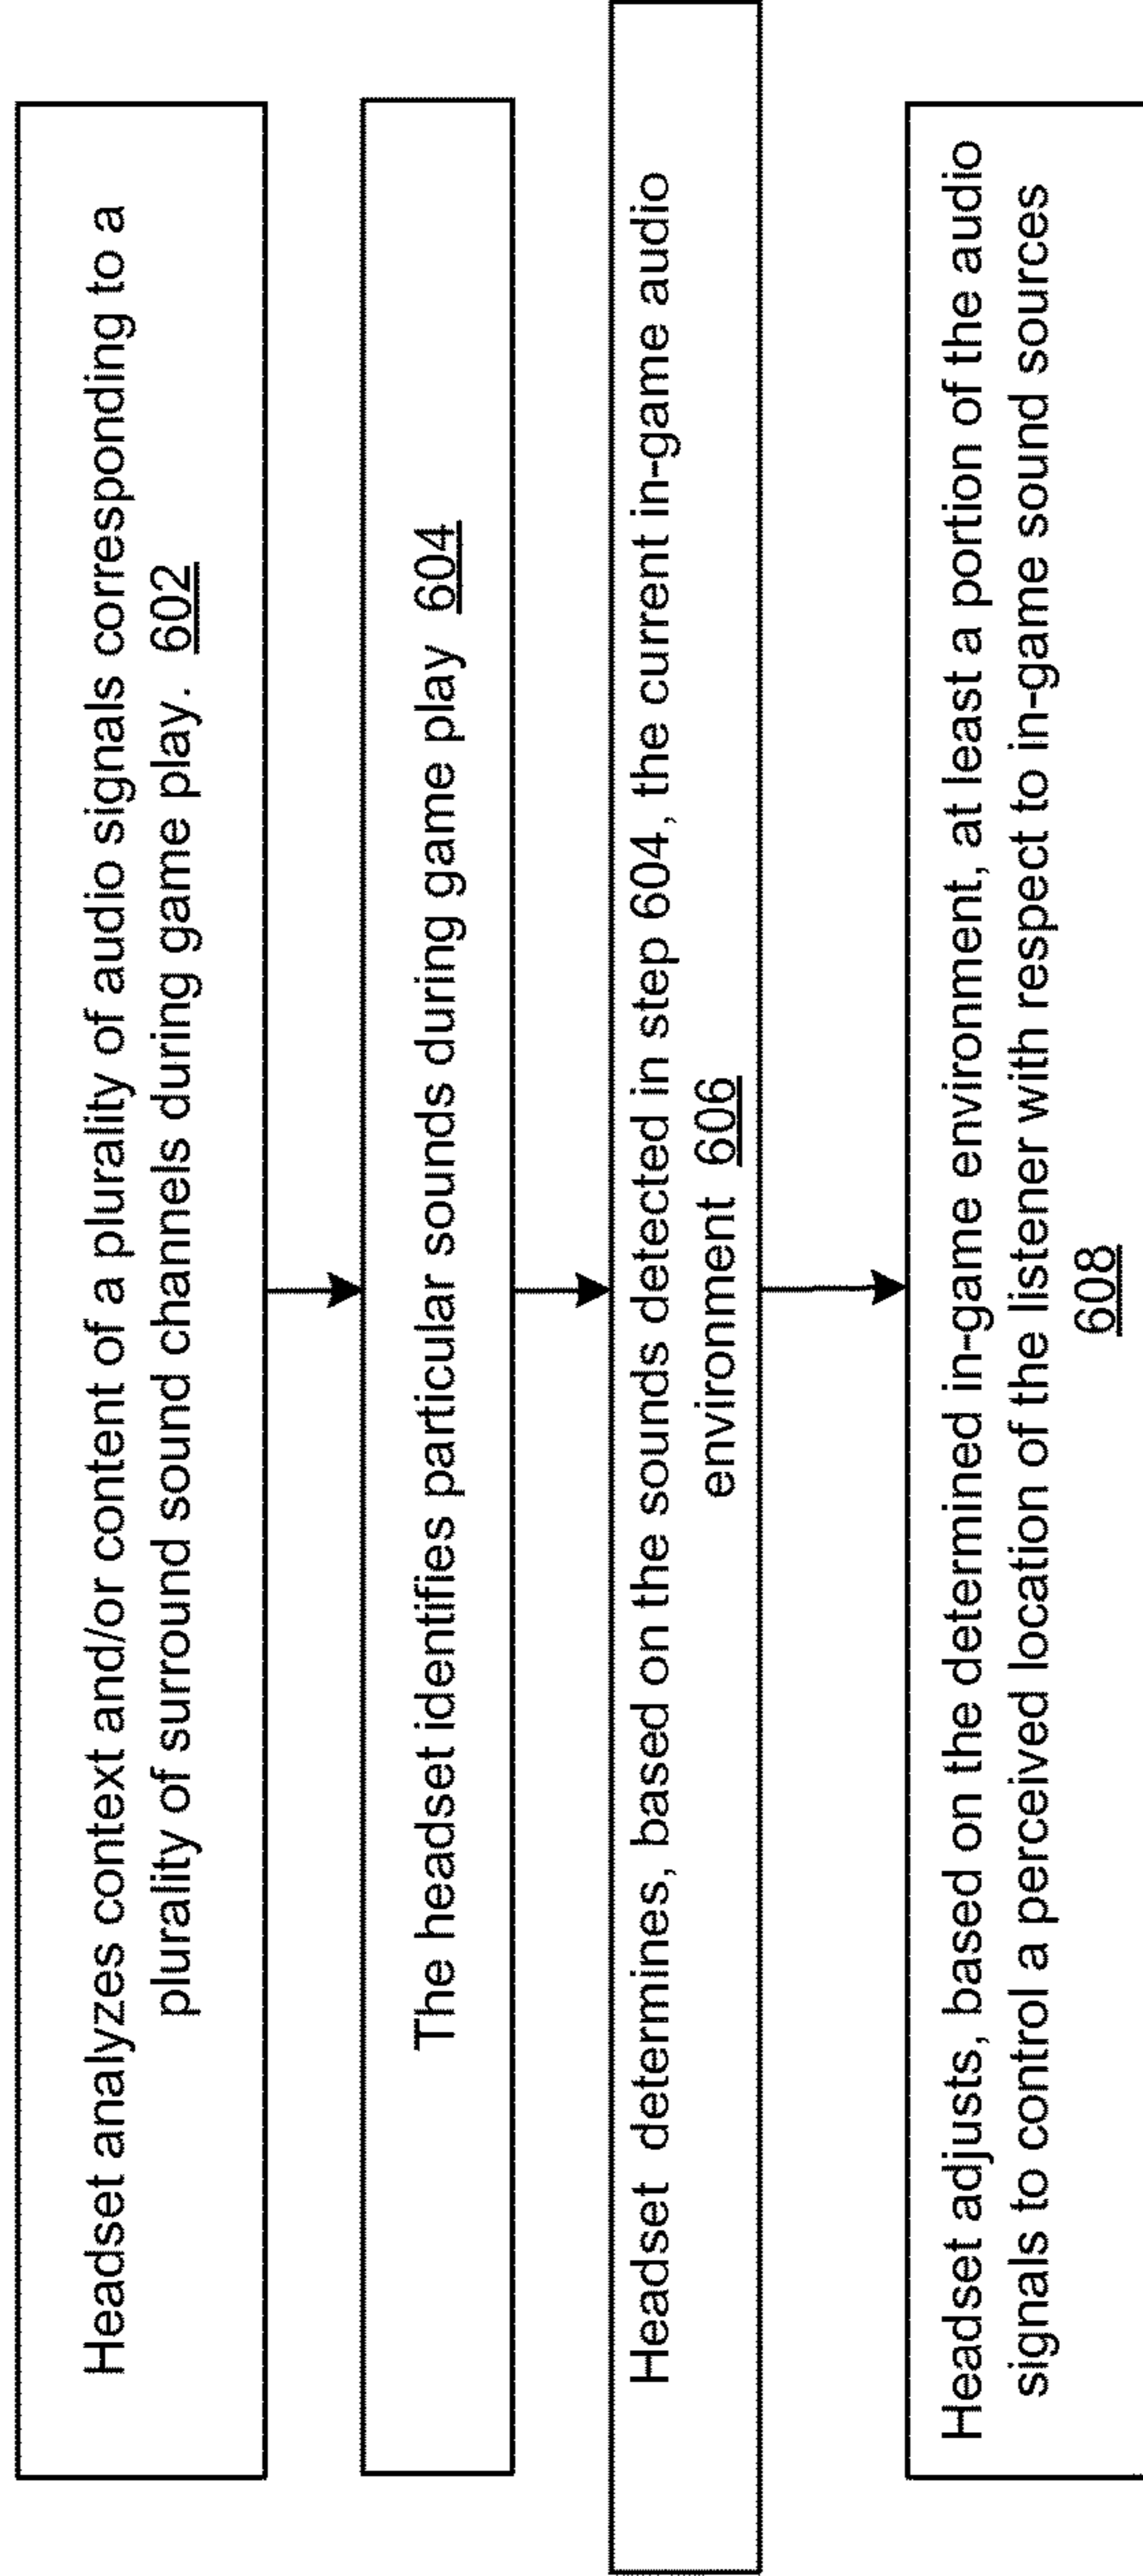 Headset analyzes context and/or content of a plurality of audio signals corresponding to a
plurality of surround sound channels during game play. 602
The headset identifies particular sounds during game play 604
Headset determines, based on the sounds detected in step 604, the current in-game audio
environment 606
Headset adjusts, based on the determined in-game environment, at least a portion of the audio
signals to control a perceived location of the listener with respect to in-game sound sources
608